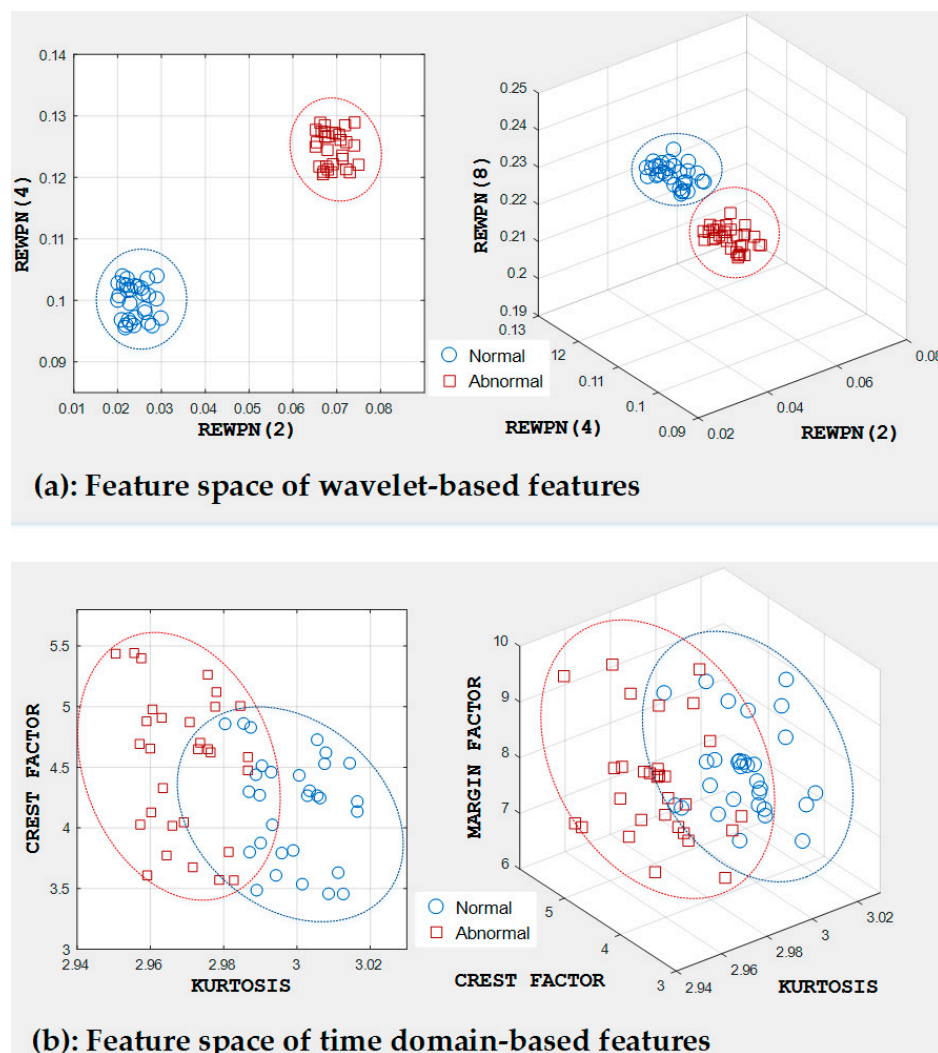 0.14
0.13
0.12
0.11
0.1
0.09
REWPN(4)
0.01 0.02 0.03 0.04 0.05 0.06 0.07 0.08
REWPN(2)
0.25
0.24
0.23
0.22
0.21
0.2
0.19
REWPN(8)
0.13
12
0.11
0.1
0.09
REWPN(4)
0.02
0.04
0.06
0.08
REWPN(2)
Normal
Abnormal
(a): Feature space of wavelet-based features
5.5
5
4.5
4
3.5
3
CREST FACTOR
2.94 2.96 2.98 3 3.02
KURTOSIS
10
9
8
7
6
MARGIN FACTOR
5
4
3
CREST FACTOR
2.94
2.96
2.98
3
3.02
KURTOSIS
Normal
Abnormal
(b): Feature space of time domain-based features